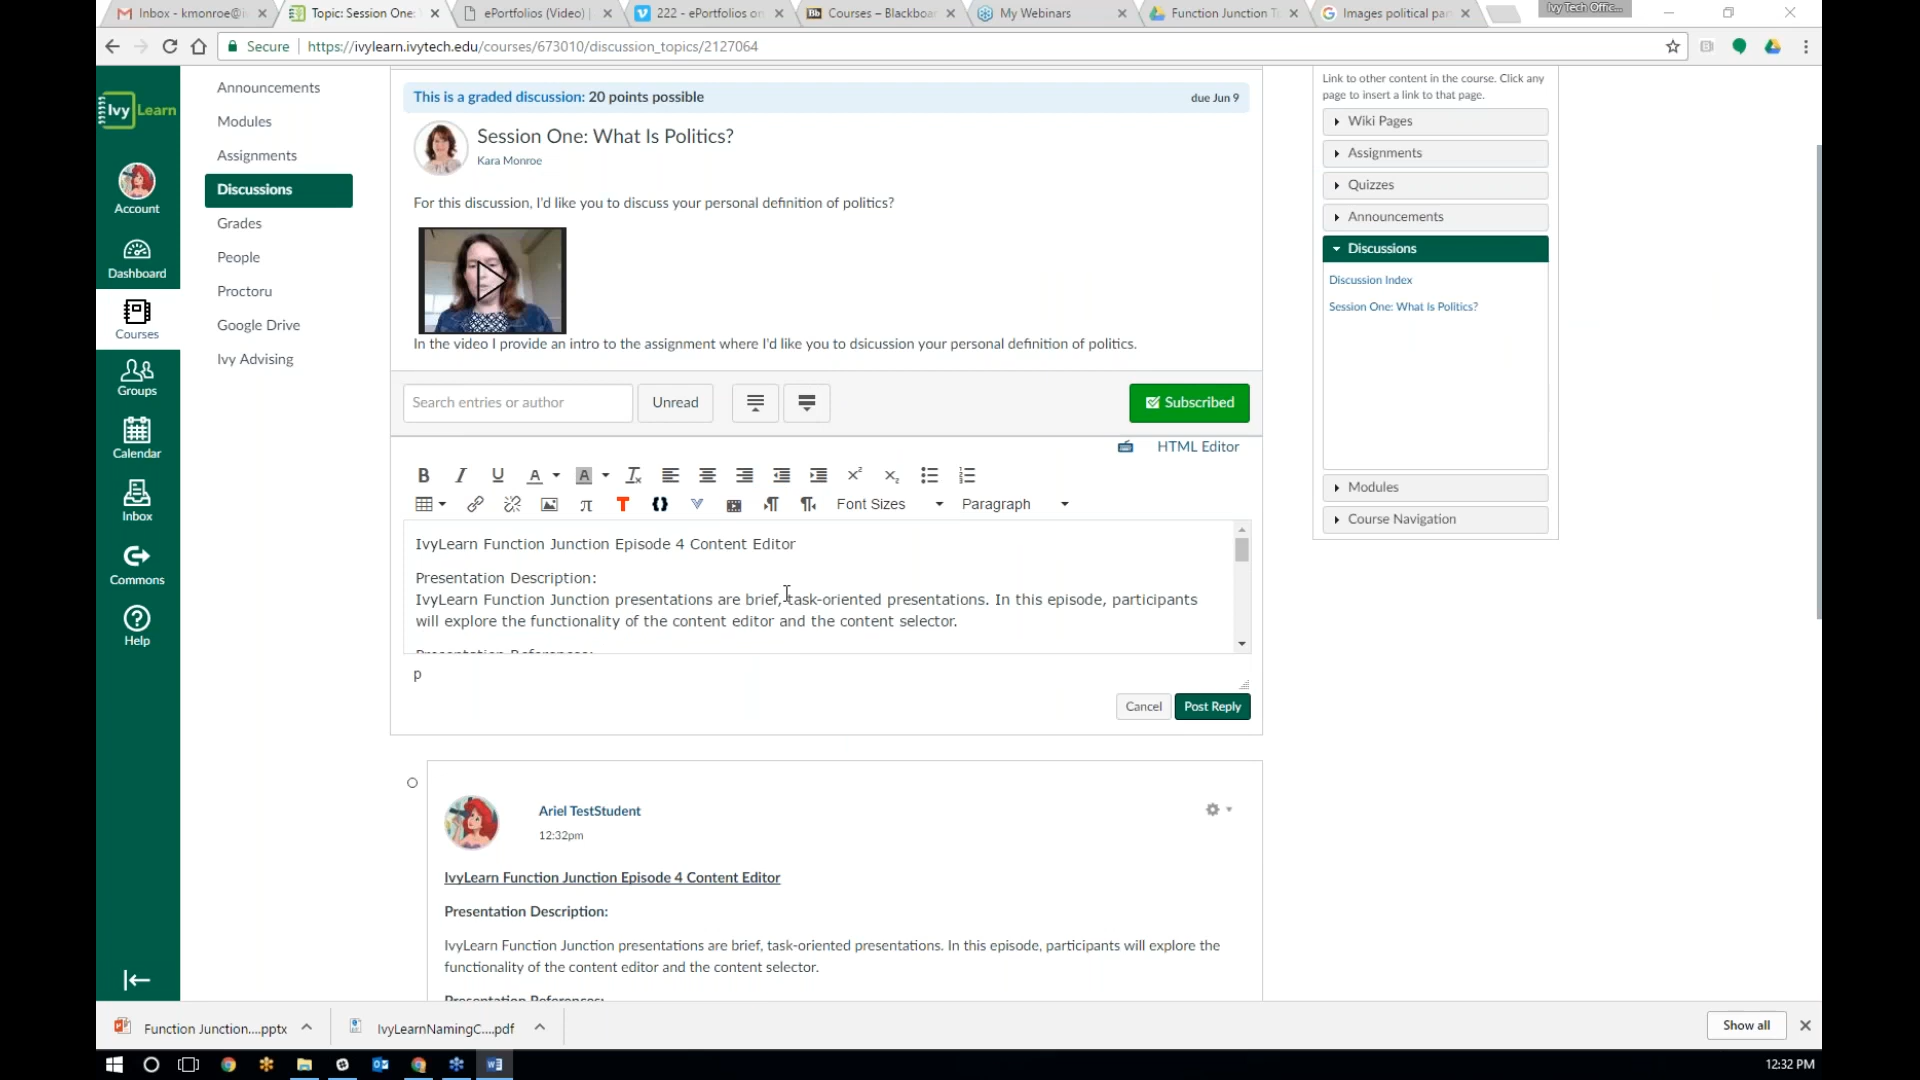 Inbox - kmonroe@i
Topic: Session One:
ePortfolios (Video)
222 - ePortfolios on
Courses – Blackboar
My Webinars
Function Junction T
Images political par
Ivy Tech Offic...
Secure
https://ivylearn.ivytech.edu/courses/673010/discussion_topics/2127064
Ivy Learn
Account
Dashboard
Courses
Groups
Calendar
Inbox
Commons
Help
Announcements
Modules
Assignments
Discussions
Grades
People
Proctoru
Google Drive
Ivy Advising
This is a graded discussion: 20 points possible
due Jun 9
Session One: What Is Politics?
Kara Monroe
For this discussion, I'd like you to discuss your personal definition of politics?
In the video I provide an intro to the assignment where I'd like you to dsicussion your personal definition of politics.
Search entries or author
Unread
Subscribed
HTML Editor
Font Sizes
Paragraph
IvyLearn Function Junction Episode 4 Content Editor
Presentation Description:
IvyLearn Function Junction presentations are brief, task-oriented presentations. In this episode, participants
will explore the functionality of the content editor and the content selector.
Presentation References:
p
Cancel
Post Reply
Ariel TestStudent
12:32pm
IvyLearn Function Junction Episode 4 Content Editor
Presentation Description:
IvyLearn Function Junction presentations are brief, task-oriented presentations. In this episode, participants will explore the
functionality of the content editor and the content selector.
Presentation References:
Link to other content in the course. Click any
page to insert a link to that page.
Wiki Pages
Assignments
Quizzes
Announcements
Discussions
Discussion Index
Session One: What Is Politics?
Modules
Course Navigation
Function Junction....pptx
IvyLearnNamingC....pdf
Show all
12:32 PM